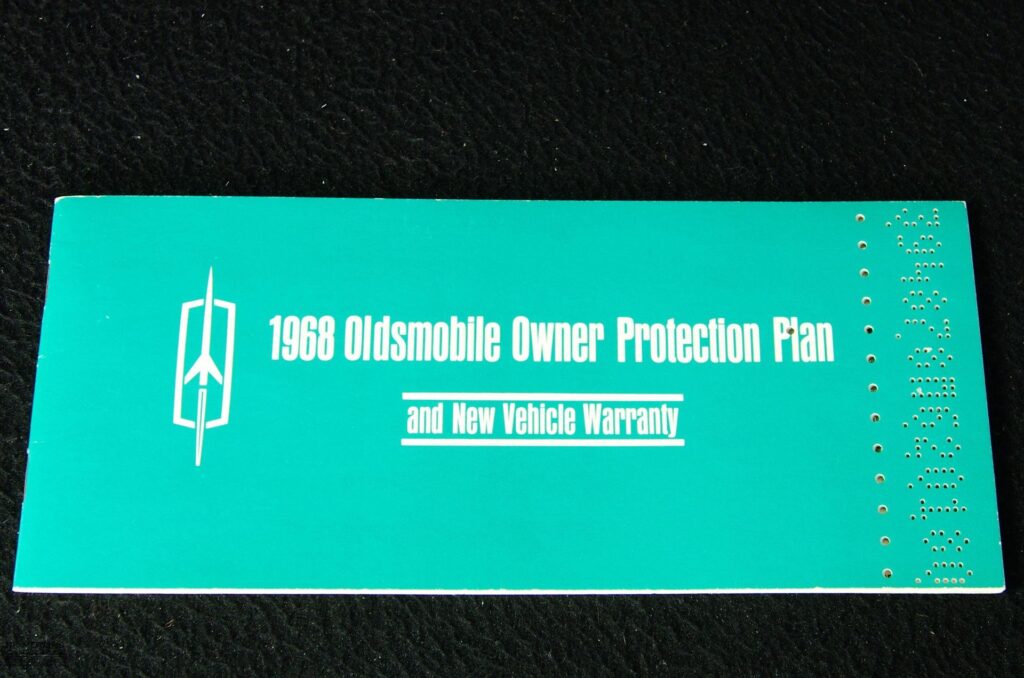 1968 Oldsmobile Owner Protection Plan
and New Vehicle Warranty